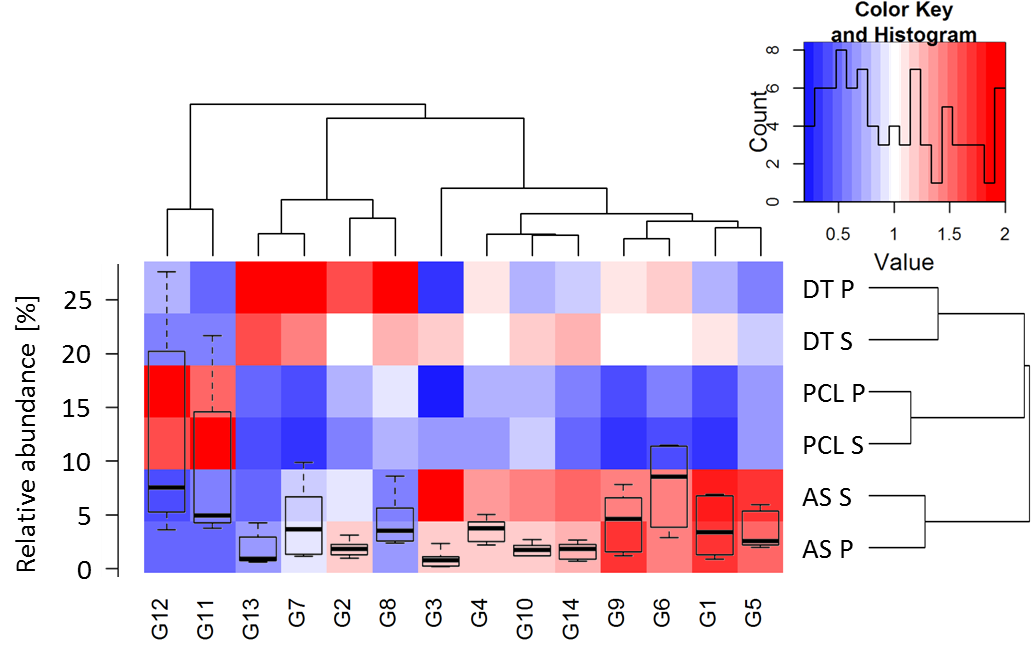 Color Key
and Histogram
8
6
4
2
0
Count
0.5 1 1.5 2
Value
Relative abundance [%]
25
20
15
10
5
0
DT P
DT S
PCL P
PCL S
AS S
AS P
G12 G11 G13 G7 G2 G8 G3 G4 G10 G14 G9 G6 G1 G5